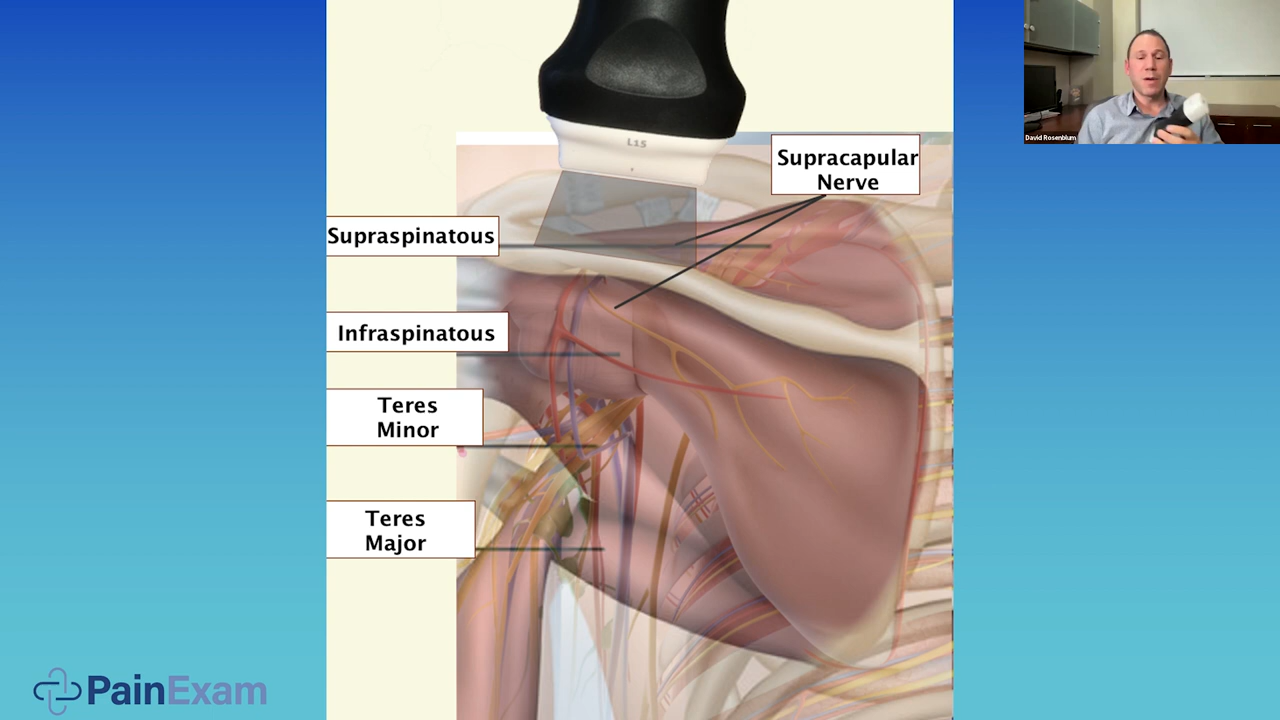 L15
Supracapular
Nerve
Supraspinatous
Infraspinatous
Teres
Minor
Teres
Major
David Rosenblum
PainExam